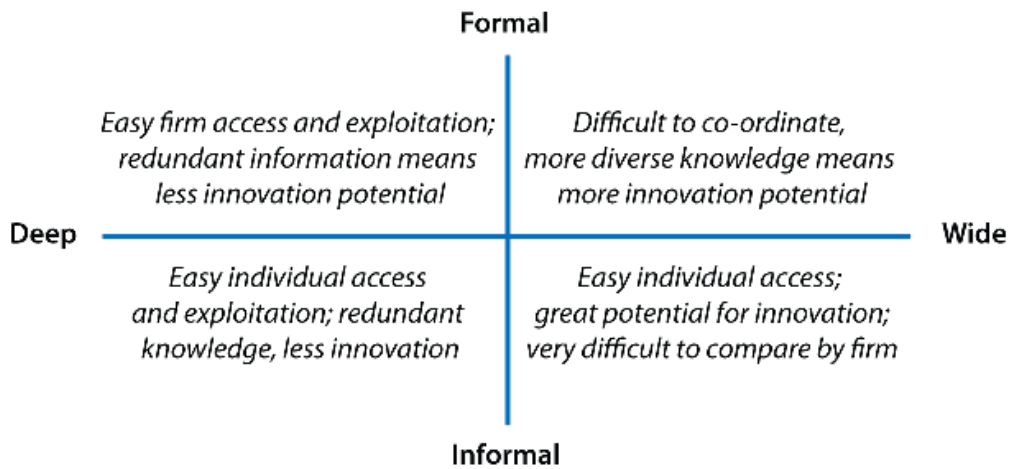 Formal
Easy firm access and exploitation;
redundant information means
less innovation potential
Difficult to co-ordinate,
more diverse knowledge means
more innovation potential
Deep
Wide
Easy individual access
and exploitation; redundant
knowledge, less innovation
Easy individual access;
great potential for innovation;
very difficult to compare by firm
Informal